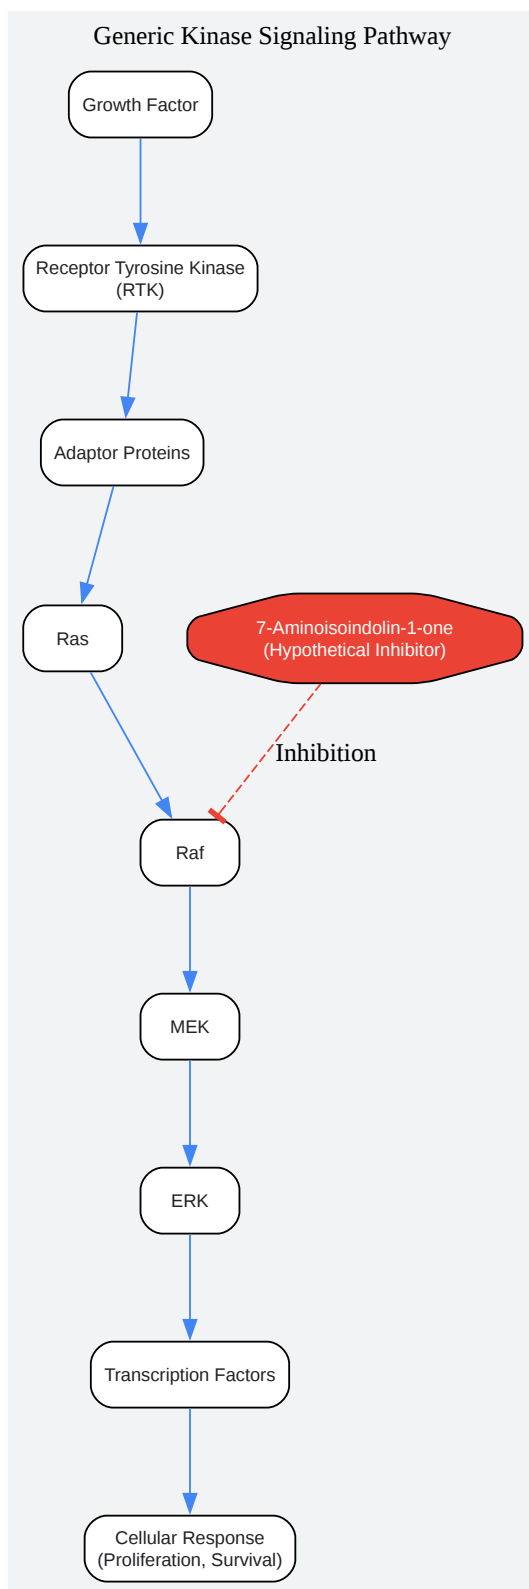 Generic Kinase Signaling Pathway
Growth Factor
Receptor Tyrosine Kinase
(RTK)
Adaptor Proteins
Ras
7-Aminoisoindolin-1-one
(Hypothetical Inhibitor)
Inhibition
Raf
MEK
ERK
Transcription Factors
Cellular Response
(Proliferation, Survival)